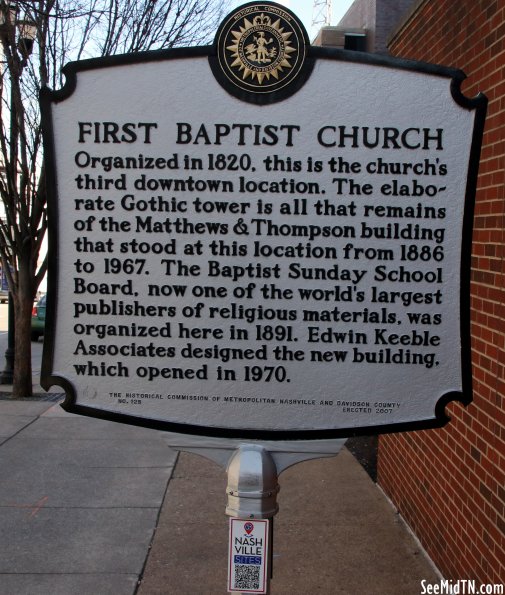 FIRST BAPTIST CHURCH
Organized in 1820, this is the church's
third downtown location. The elabo-
rate Gothic tower is all that remains
of the Matthews & Thompson building
that stood at this location from 1886
to 1967. The Baptist Sunday School
Board, now one of the world's largest
publishers of religious materials, was
organized here in 1891. Edwin Keeble
Associates designed the new building,
which opened in 1970.
THE HISTORICAL COMMISSION OF METROPOLITAN NASHVILLE AND DAVIDSON COUNTY
NO. 128 ERECTED 2007
NASH
VILLE
SITES
SeeMidTN.com